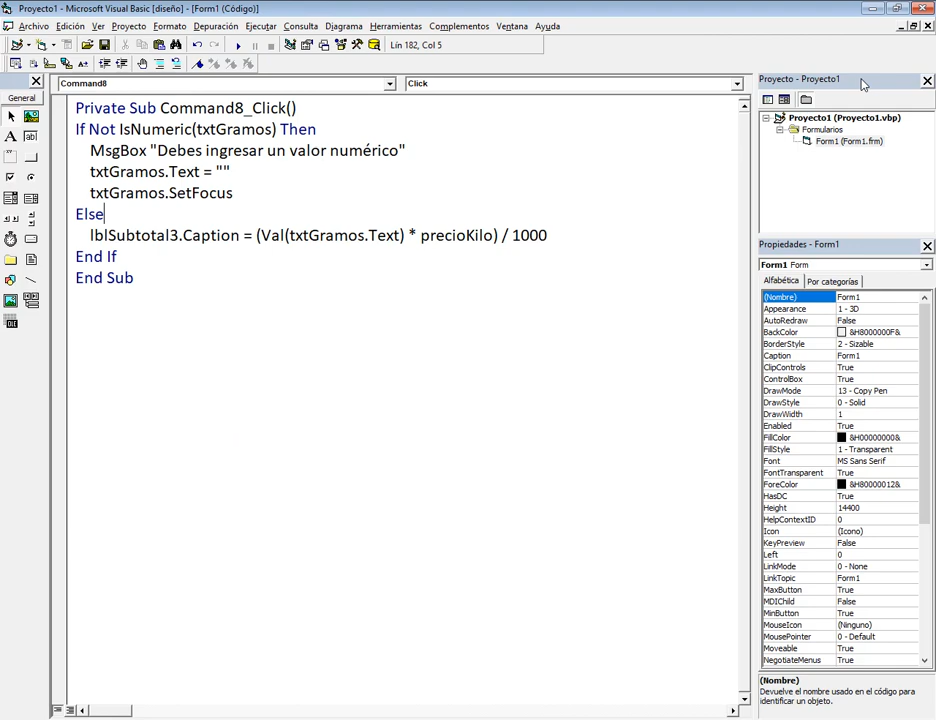 Proyecto1 - Microsoft Visual Basic [diseño] - [Form1 (Código)]
Archivo Edición Ver Proyecto Formato Depuración Ejecutar Consulta Diagrama Herramientas Complementos Ventana Ayuda
Lín 182, Col 5
General
Command8
Click
Private Sub Command8_Click()
If Not IsNumeric(txtGramos) Then
MsgBox "Debes ingresar un valor numérico"
txtGramos.Text = ""
txtGramos.SetFocus
Else
lblSubtotal3.Caption = (Val(txtGramos.Text) * precioKilo) / 1000
End If
End Sub
Proyecto - Proyecto1
Proyecto1 (Proyecto1.vbp)
Formularios
Form1 (Form1.frm)
Propiedades - Form1
Form1 Form
Alfabética Por categorías
(Nombre) Form1
Appearance 1 - 3D
AutoRedraw False
BackColor &H8000000F&
BorderStyle 2 - Sizable
Caption Form1
ClipControls True
ControlBox True
DrawMode 13 - Copy Pen
DrawStyle 0 - Solid
DrawWidth 1
Enabled True
FillColor &H00000000&
FillStyle 1 - Transparent
Font MS Sans Serif
FontTransparent True
ForeColor &H80000012&
HasDC True
Height 14400
HelpContextID 0
Icon (Icono)
KeyPreview False
Left 0
LinkMode 0 - None
LinkTopic Form1
MaxButton True
MDIChild False
MinButton True
MouseIcon (Ninguno)
MousePointer 0 - Default
Moveable True
NegotiateMenus True
(Nombre)
Devuelve el nombre usado en el código para
identificar un objeto.